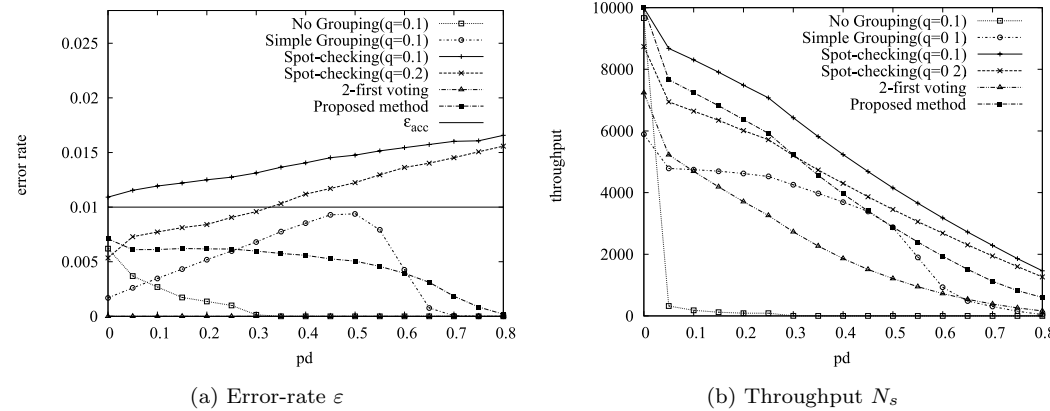 0.025
0.02
0.015
0.01
0.005
0
error rate
No Grouping(q=0.1)
Simple Grouping(q=0.1)
Spot-checking(q=0.1)
Spot-checking(q=0.2)
2-first voting
Proposed method
εacc
0 0.1 0.2 0.3 0.4 0.5 0.6 0.7 0.8
pd
(a) Error-rate ε
10000
8000
6000
4000
2000
0
throughput
No Grouping(q=0.1)
Simple Grouping(q=0 1)
Spot-checking(q=0.1)
Spot-checking(q=0 2)
2-first voting
Proposed method
0 0.1 0.2 0.3 0.4 0.5 0.6 0.7 0.8
pd
(b) Throughput Ns